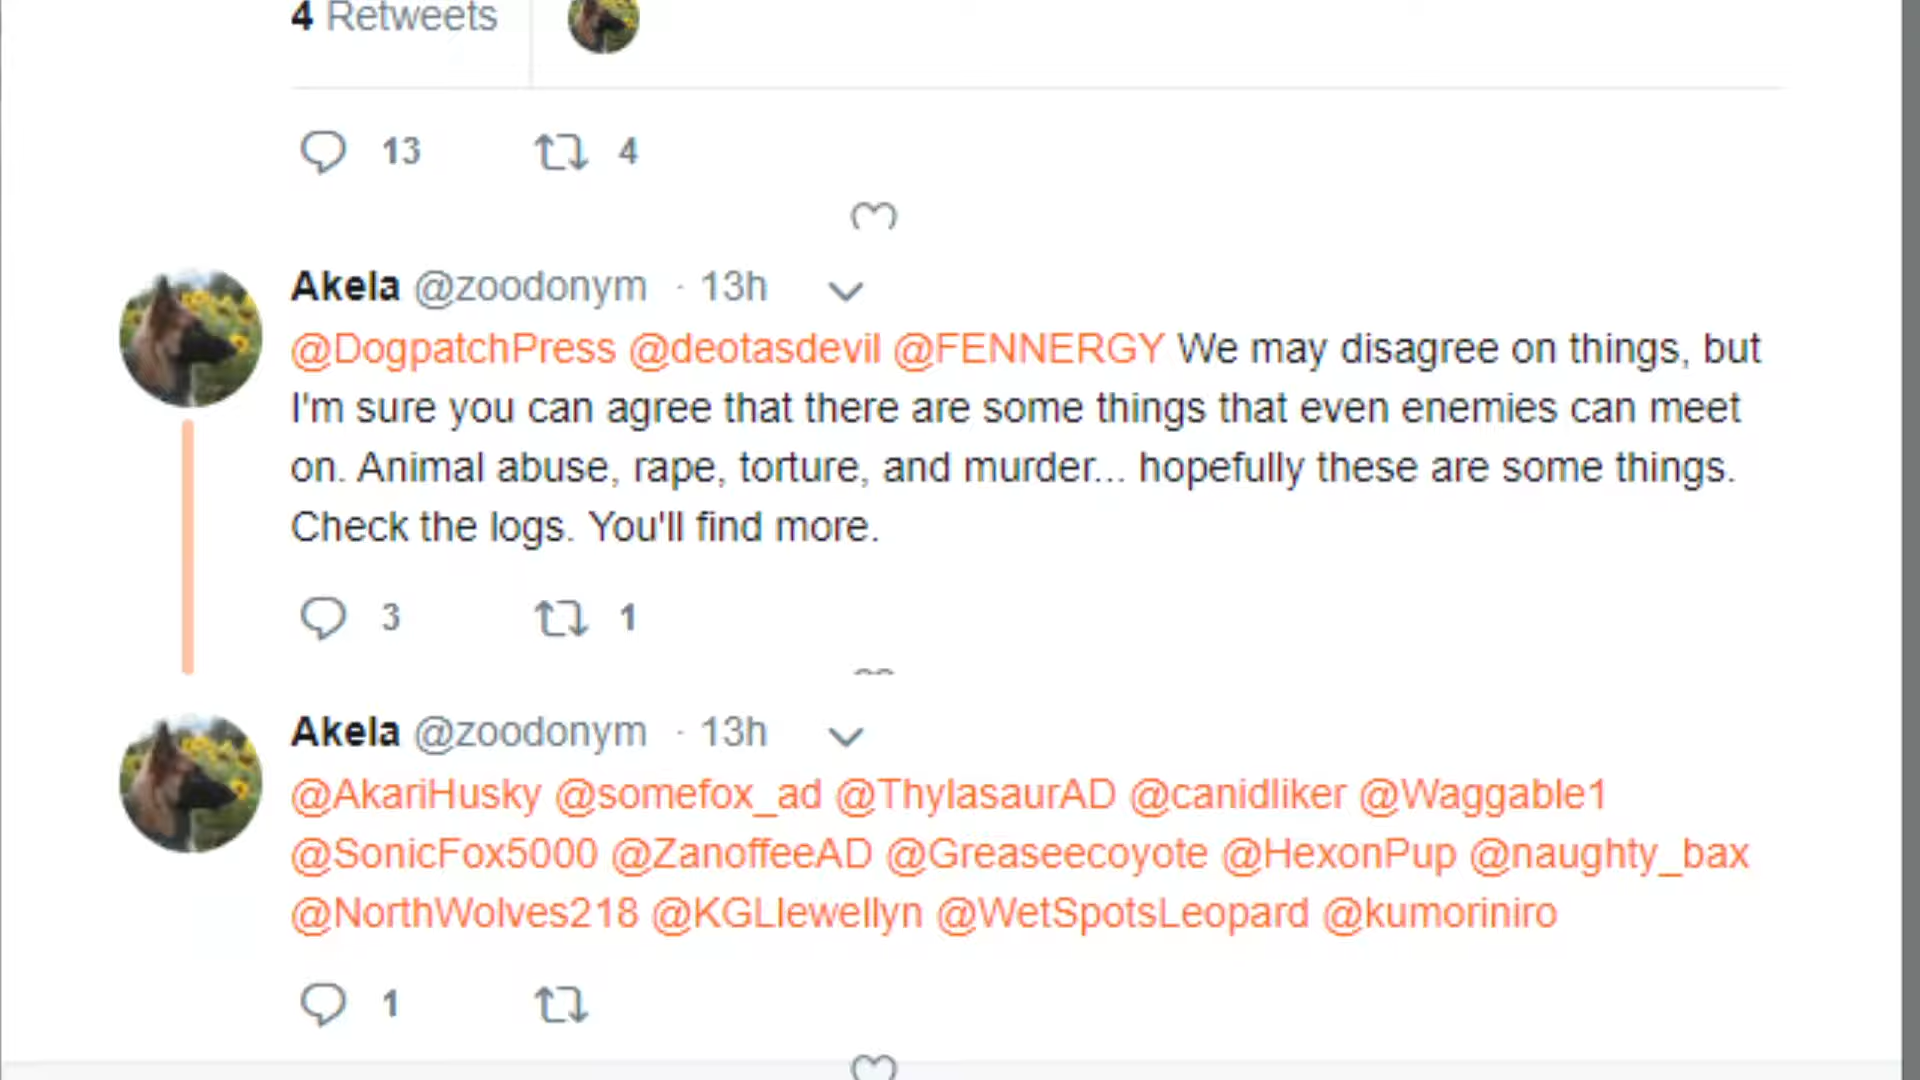 4 Retweets
13 4
Akela @zoodonym · 13h
@DogpatchPress @deotasdevil @FENNERGY We may disagree on things, but
I'm sure you can agree that there are some things that even enemies can meet
on. Animal abuse, rape, torture, and murder... hopefully these are some things.
Check the logs. You'll find more.
3 1
Akela @zoodonym · 13h
@AkariHusky @somefox_ad @ThylasaurAD @canidliker @Waggable1
@SonicFox5000 @ZanoffeeAD @Greaseecoyote @HexonPup @naughty_bax
@NorthWolves218 @KGLlewellyn @WetSpotsLeopard @kumoriniro
1